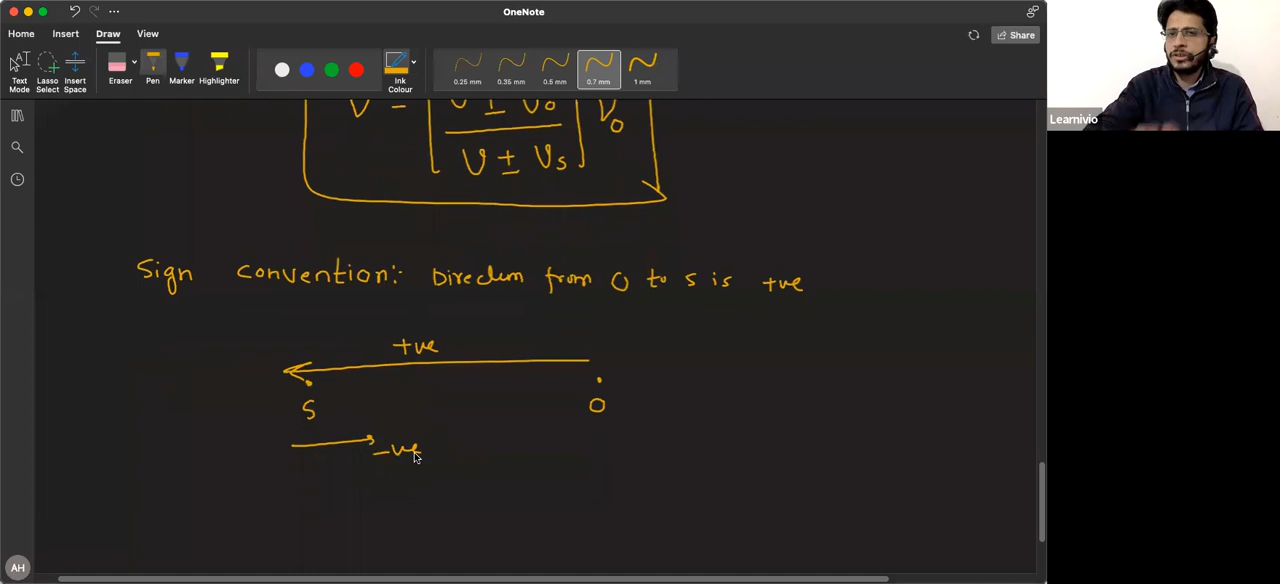 OneNote
Home Insert Draw View
Share
Text Mode
Lasso Select
Insert Space
Eraser
Pen
Marker
Highlighter
Ink Colour
0.25 mm
0.35 mm
0.5 mm
0.7 mm
1 mm
Learnivio
ν = [ V ± Vo / V ± Vs ] ν0
Sign convention:- Direction from O to S is +ve
+ve
S
O
-ve
AH